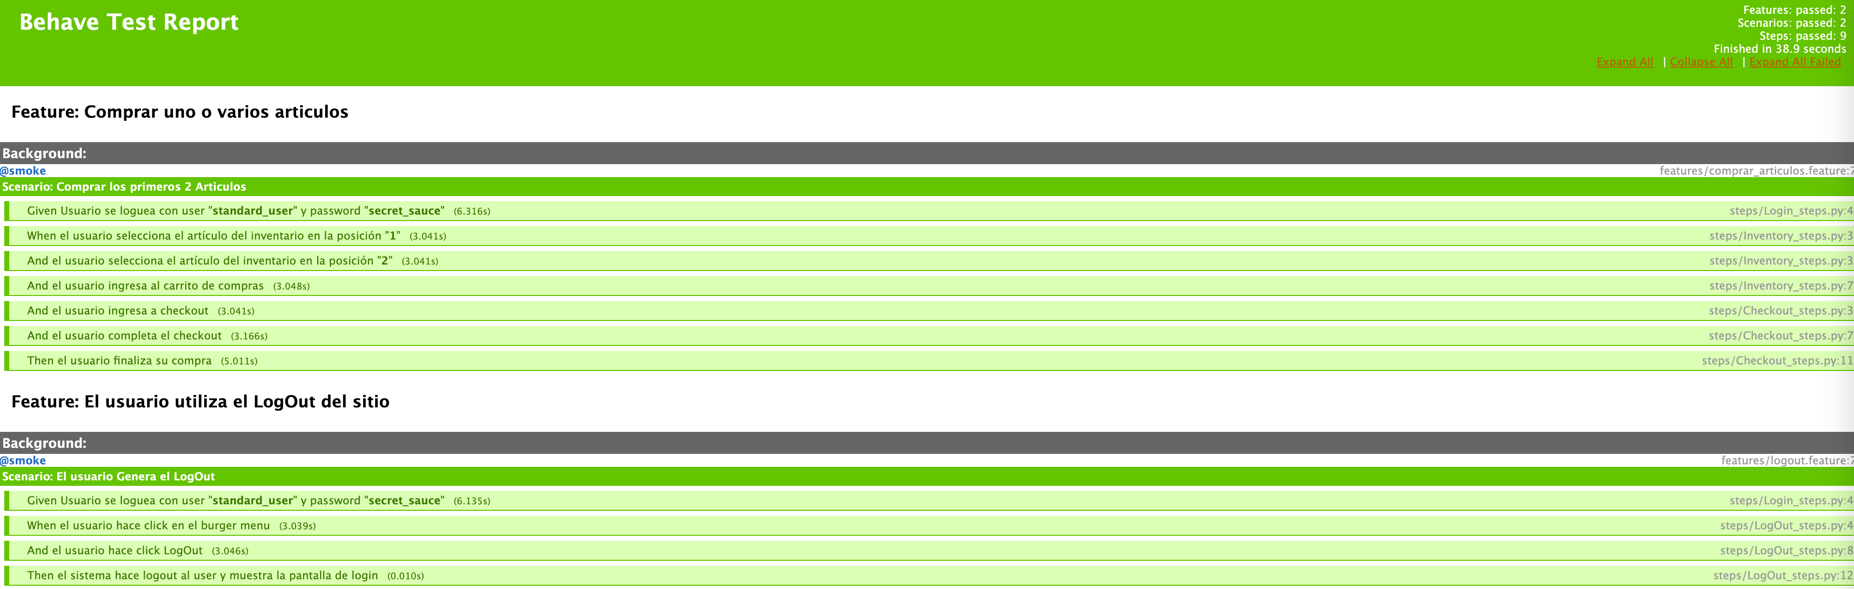 Behave Test Report
Features: passed: 2
Scenarios: passed: 2
Steps: passed: 9
Finished in 38.9 seconds
Expand All | Collapse All | Expand All Failed
Feature: Comprar uno o varios articulos
Background:
@smoke features/comprar_articulos.feature:7
Scenario: Comprar los primeros 2 Articulos
Given Usuario se loguea con user "standard_user" y password "secret_sauce" (6.316s) steps/Login_steps.py:4
When el usuario selecciona el artículo del inventario en la posición "1" (3.041s) steps/Inventory_steps.py:3
And el usuario selecciona el artículo del inventario en la posición "2" (3.041s) steps/Inventory_steps.py:3
And el usuario ingresa al carrito de compras (3.048s) steps/Inventory_steps.py:7
And el usuario ingresa a checkout (3.041s) steps/Checkout_steps.py:3
And el usuario completa el checkout (3.166s) steps/Checkout_steps.py:7
Then el usuario finaliza su compra (5.011s) steps/Checkout_steps.py:11
Feature: El usuario utiliza el LogOut del sitio
Background:
@smoke features/logout.feature:7
Scenario: El usuario Genera el LogOut
Given Usuario se loguea con user "standard_user" y password "secret_sauce" (6.135s) steps/Login_steps.py:4
When el usuario hace click en el burger menu (3.039s) steps/LogOut_steps.py:4
And el usuario hace click LogOut (3.046s) steps/LogOut_steps.py:8
Then el sistema hace logout al user y muestra la pantalla de login (0.010s) steps/LogOut_steps.py:12